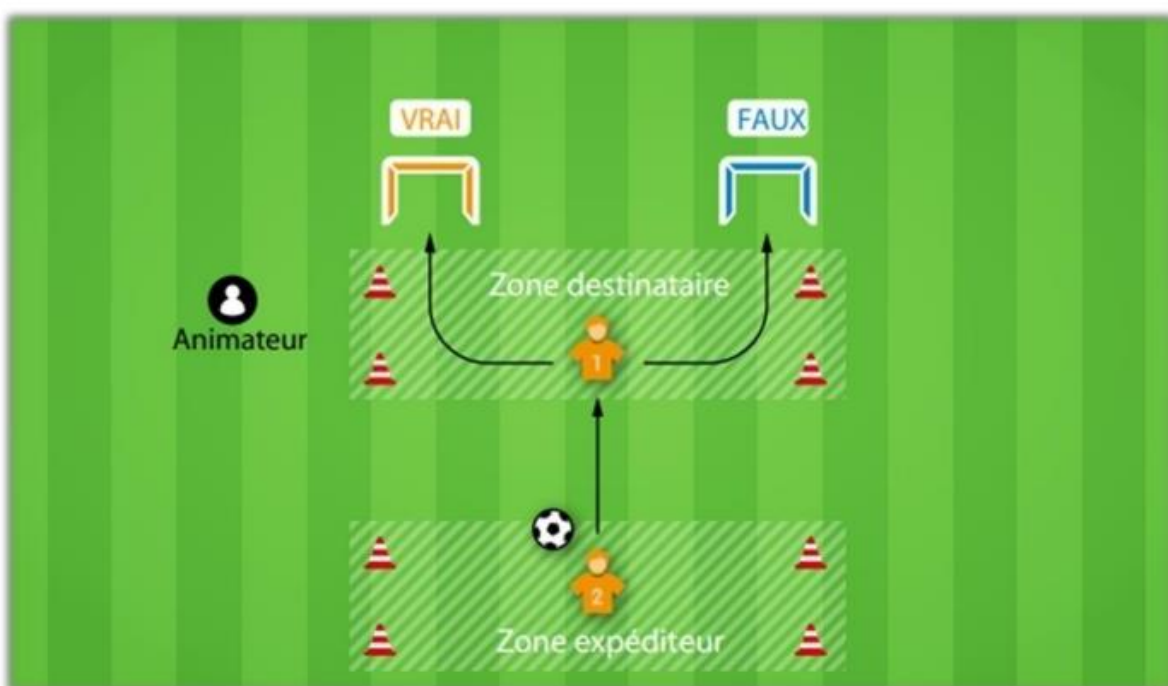 VRAI
FAUX
Zone destinataire
Animateur
1
2
Zone expéditeur